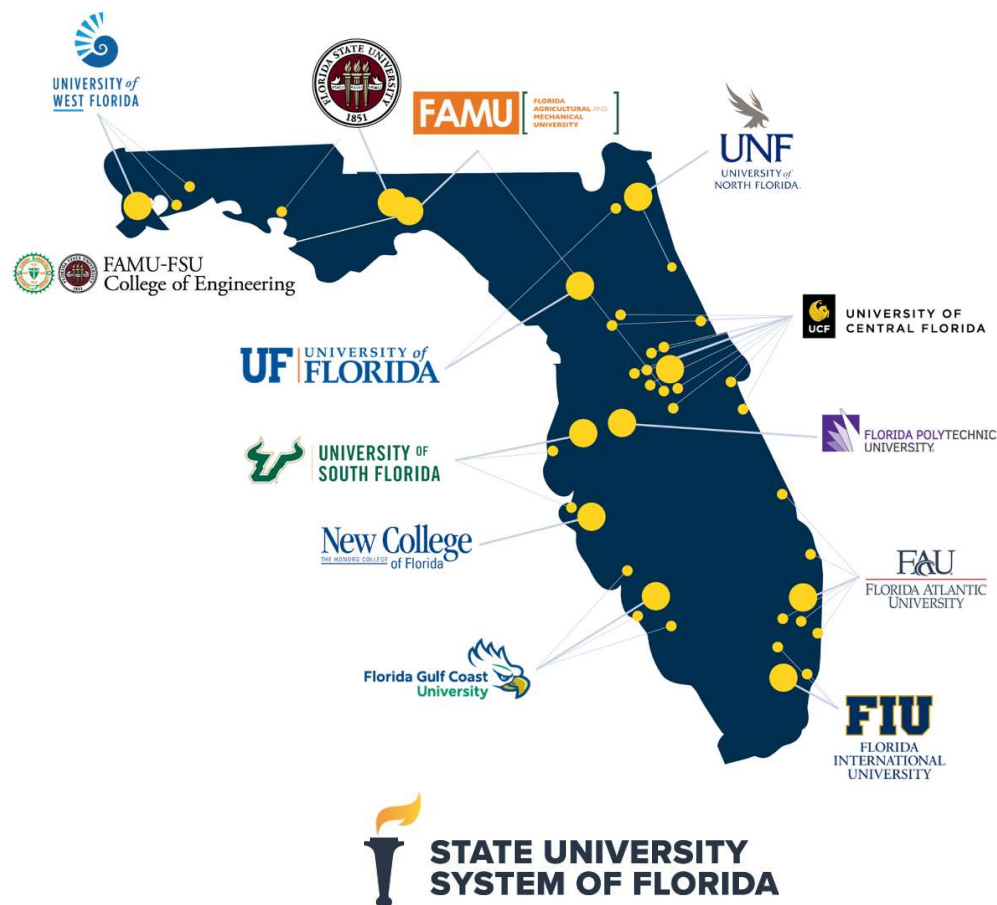 UNIVERSITY of
WEST FLORIDA
FLORIDA STATE UNIVERSITY
1851
FAMU
FLORIDA
AGRICULTURAL AND
MECHANICAL
UNIVERSITY
UNF
UNIVERSITY of
NORTH FLORIDA.
FAMU-FSU
College of Engineering
UCF
UNIVERSITY OF
CENTRAL FLORIDA
UF
UNIVERSITY of
FLORIDA
FLORIDA POLYTECHNIC
UNIVERSITY.
UNIVERSITY OF
SOUTH FLORIDA
New College
THE HONORS COLLEGE
of Florida
FAU
FLORIDA ATLANTIC
UNIVERSITY
Florida Gulf Coast
University
FIU
FLORIDA
INTERNATIONAL
UNIVERSITY
STATE UNIVERSITY
SYSTEM OF FLORIDA